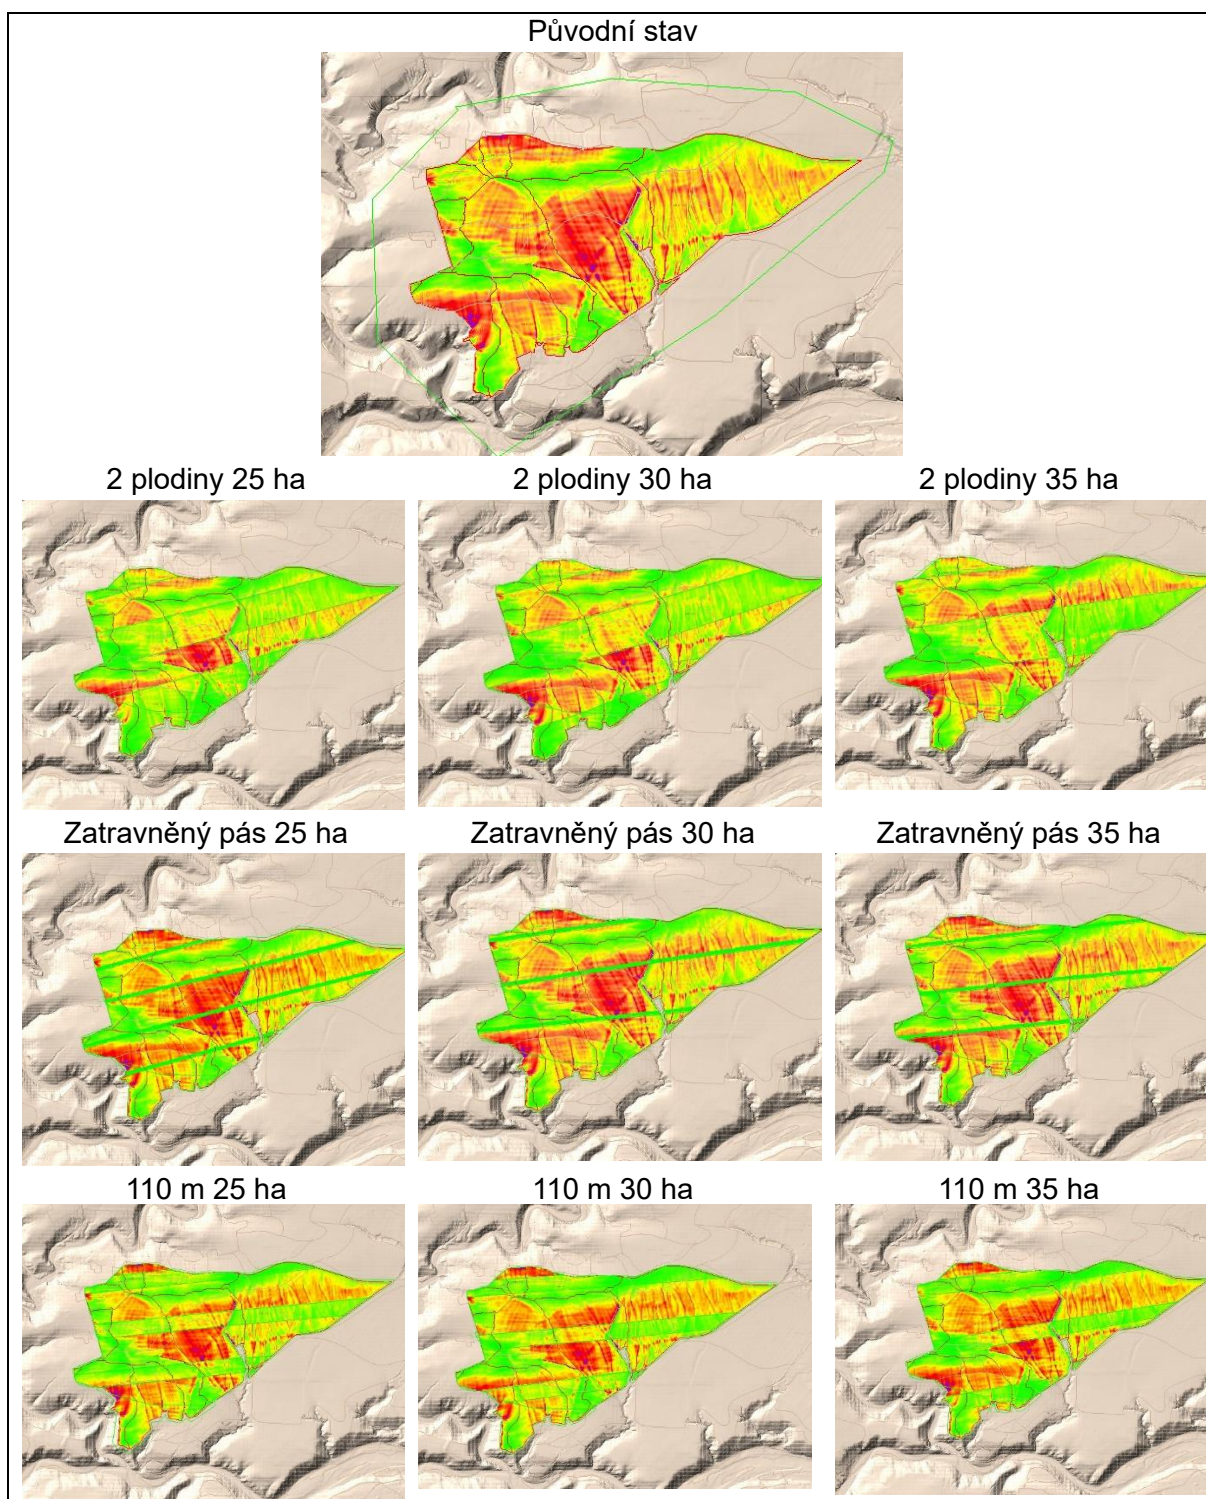 Původní stav
2 plodiny 25 ha
2 plodiny 30 ha
2 plodiny 35 ha
Zatravněný pás 25 ha
Zatravněný pás 30 ha
Zatravněný pás 35 ha
110 m 25 ha
110 m 30 ha
110 m 35 ha